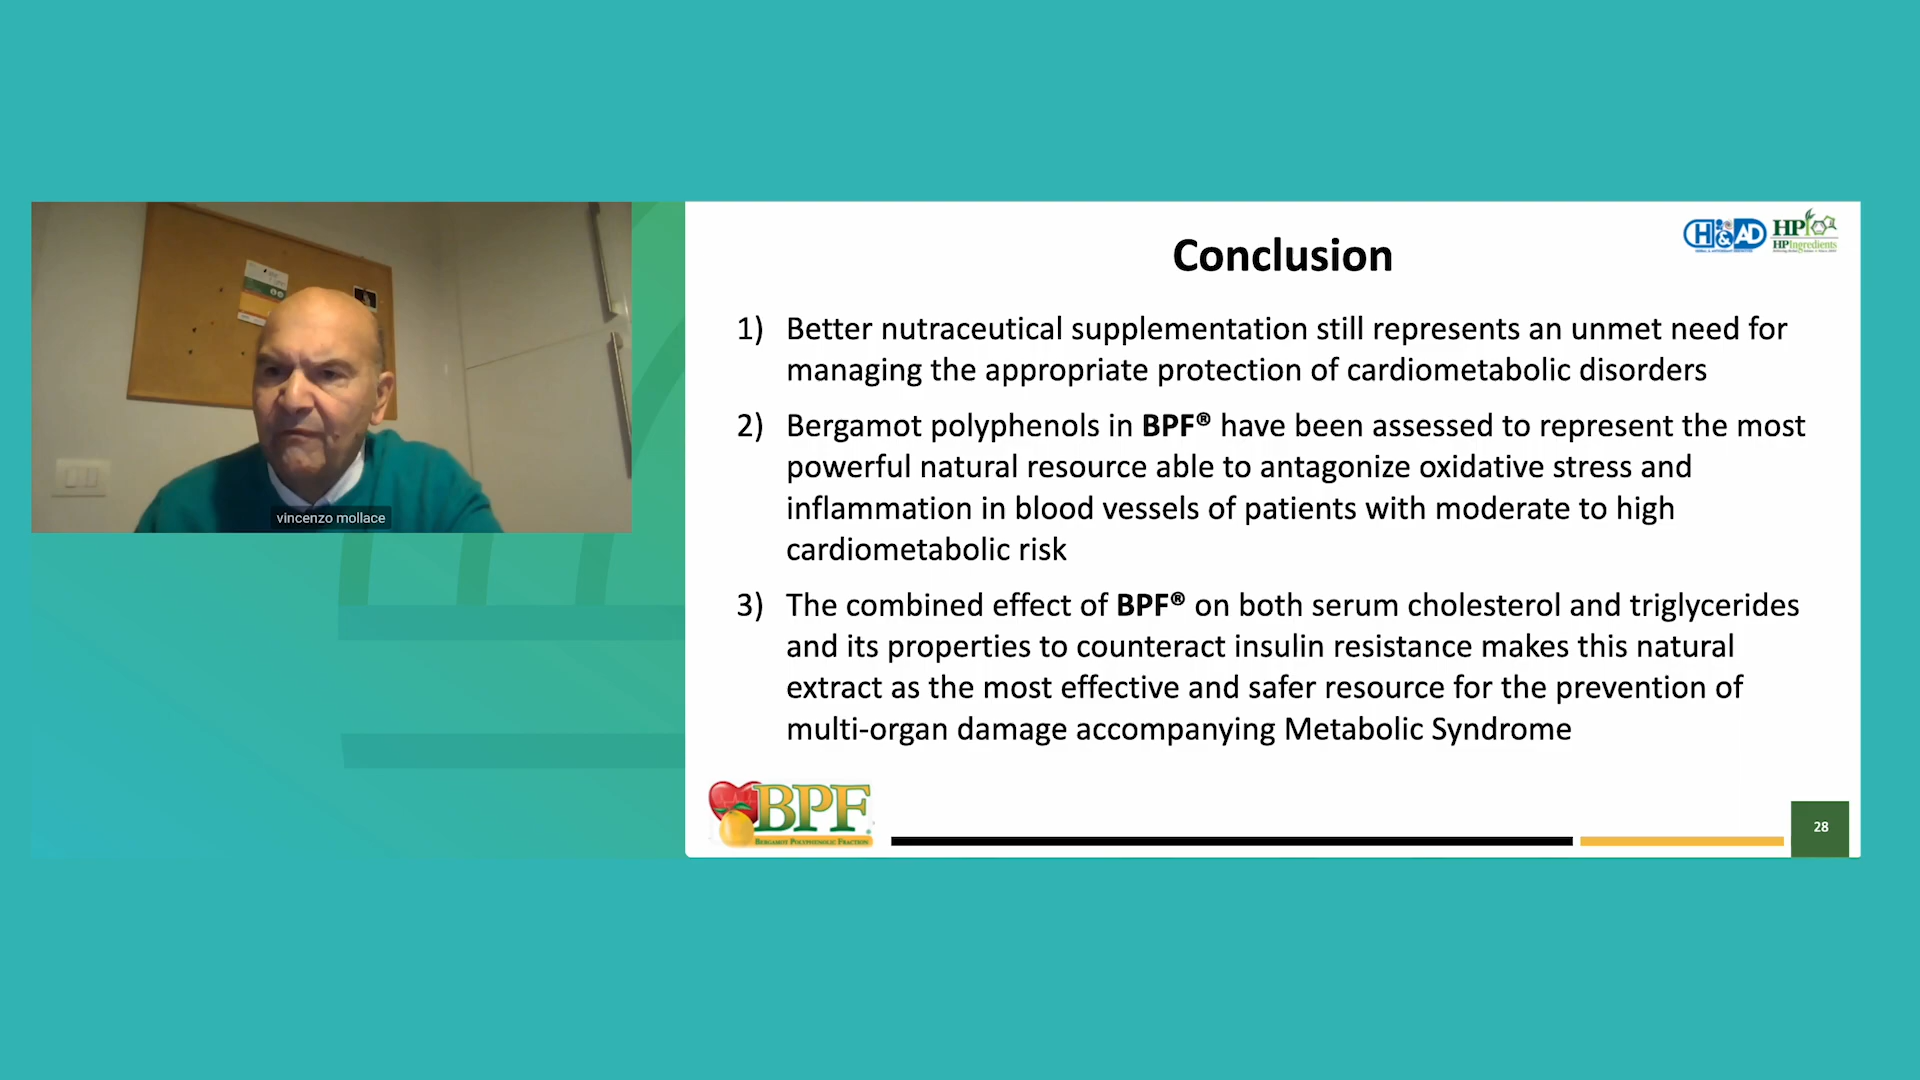 vincenzo mollace
H&AD
HP
HPIngredients
Conclusion
1) Better nutraceutical supplementation still represents an unmet need for
managing the appropriate protection of cardiometabolic disorders
2) Bergamot polyphenols in BPF® have been assessed to represent the most
powerful natural resource able to antagonize oxidative stress and
inflammation in blood vessels of patients with moderate to high
cardiometabolic risk
3) The combined effect of BPF® on both serum cholesterol and triglycerides
and its properties to counteract insulin resistance makes this natural
extract as the most effective and safer resource for the prevention of
multi-organ damage accompanying Metabolic Syndrome
BPF
BERGAMOT POLYPHENOLIC FRACTION
28